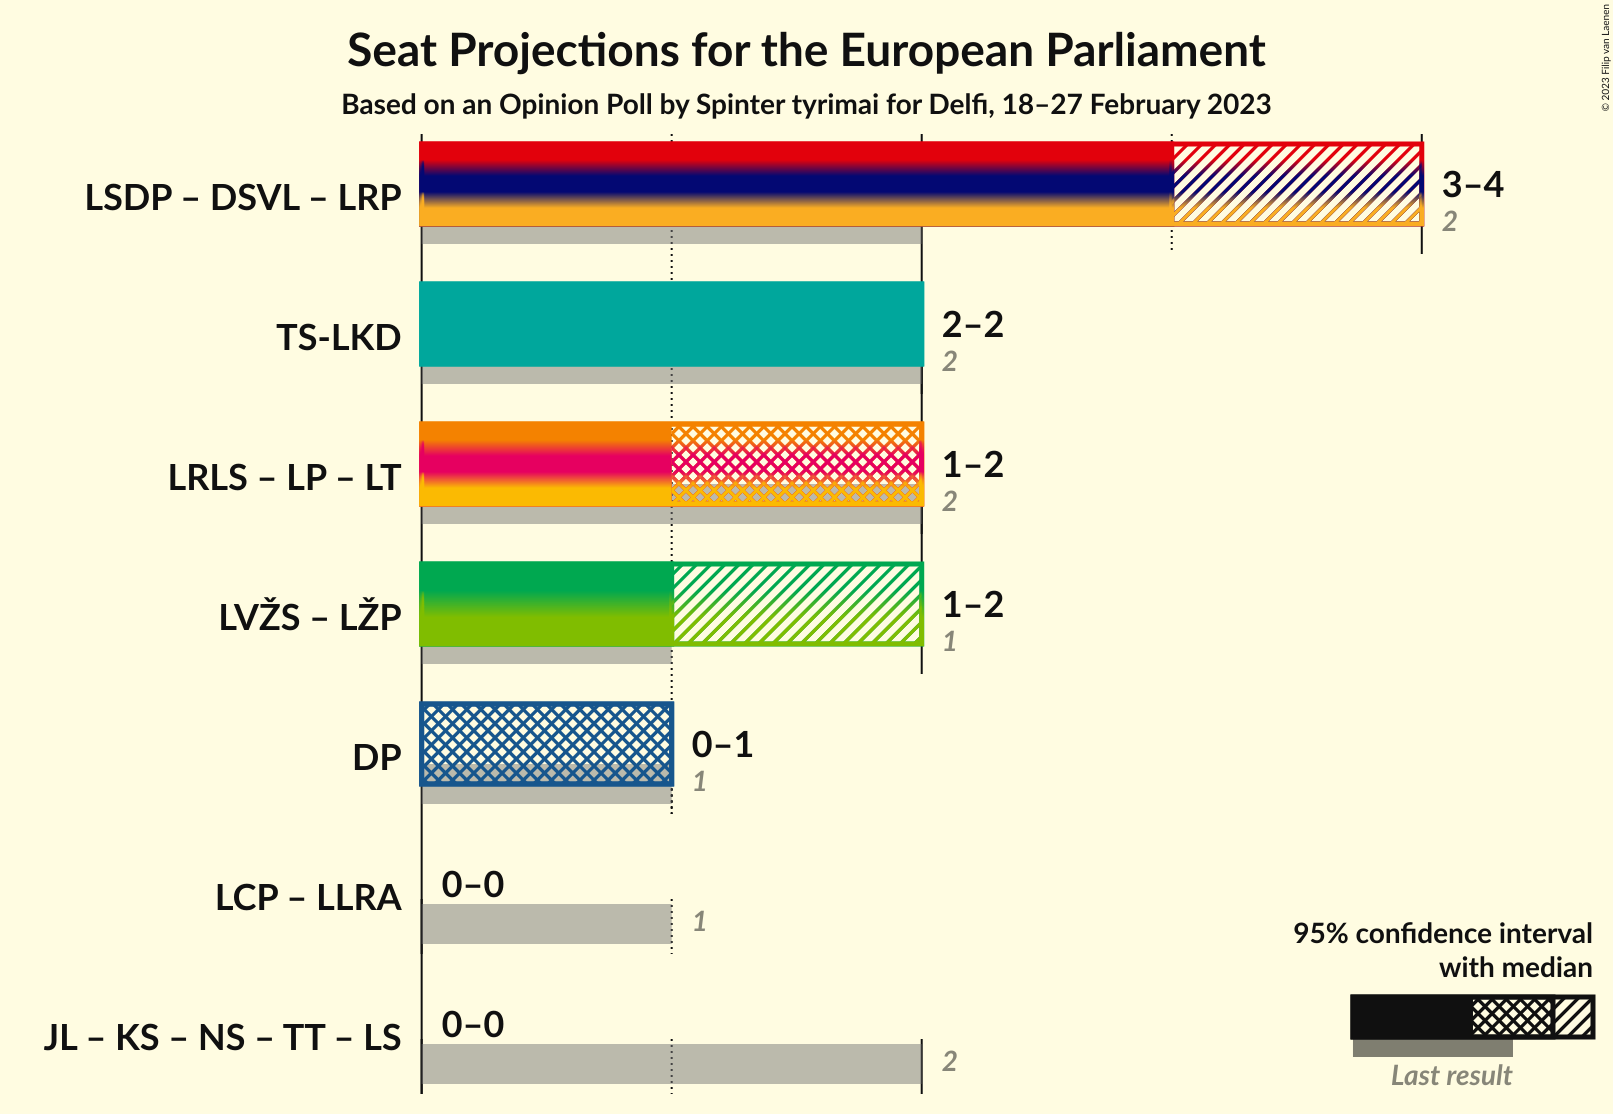 Seat Projections for the European Parliament
Based on an Opinion Poll by Spinter tyrimai for Delfi, 18–27 February 2023
© 2023 Filip van Laenen
LSDP – DSVL – LRP
3–4
2
TS-LKD
2–2
2
LRLS – LP – LT
1–2
2
LVŽS – LŽP
1–2
1
DP
0–1
1
LCP – LLRA
0–0
1
JL – KS – NS – TT – LS
0–0
2
95% confidence interval
with median
Last result